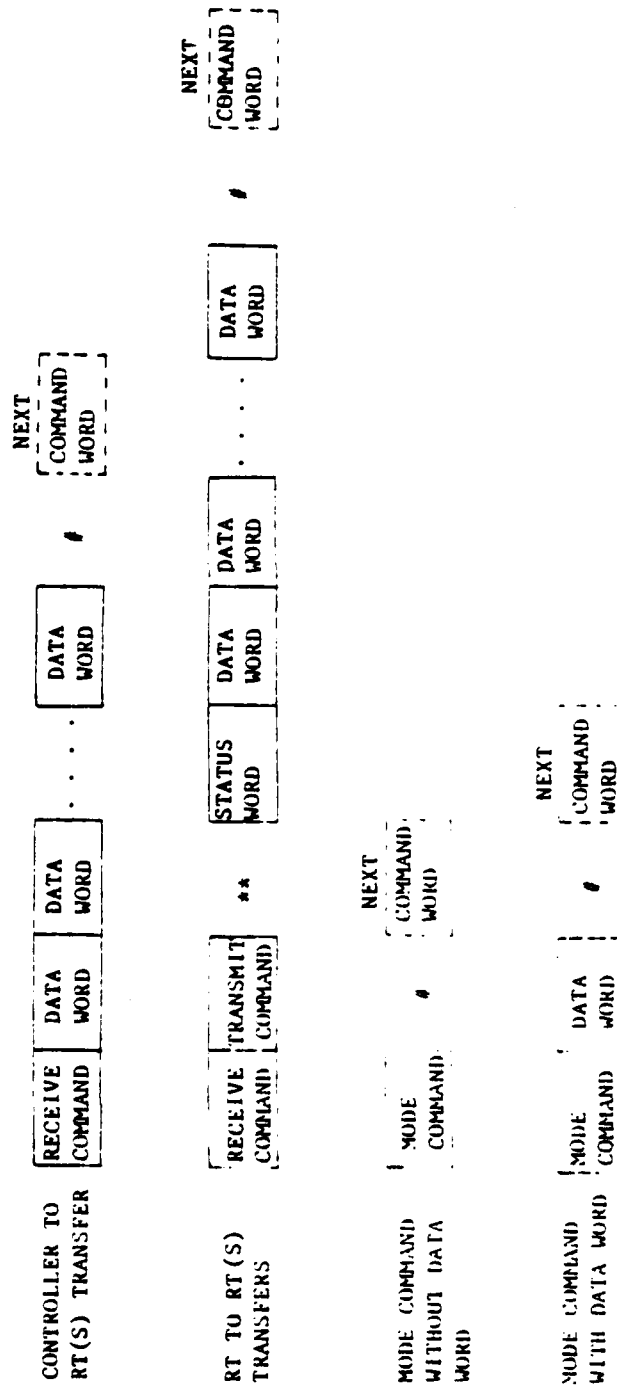 CONTROLLER TO
RT(S) TRANSFER
RECEIVE
COMMAND
DATA
WORD
DATA
WORD
. . . .
DATA
WORD
#
NEXT
COMMAND
WORD
RT TO RT(S)
TRANSFERS
RECEIVE
COMMAND
TRANSMIT
COMMAND
**
STATUS
WORD
DATA
WORD
DATA
WORD
. . . .
DATA
WORD
#
NEXT
COMMAND
WORD
MODE COMMAND
WITHOUT DATA
WORD
MODE
COMMAND
#
NEXT
COMMAND
WORD
MODE COMMAND
WITH DATA WORD
MODE
COMMAND
DATA
WORD
#
NEXT
COMMAND
WORD